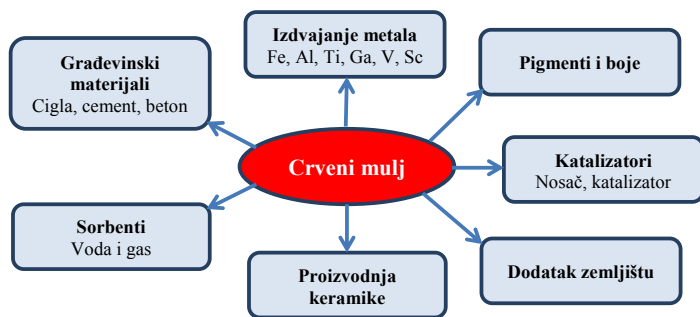 Izdvajanje metala
Fe, Al, Ti, Ga, V, Sc
Građevinski
materijali
Cigla, cement, beton
Pigmenti i boje
Crveni mulj
Katalizatori
Nosač, katalizator
Sorbenti
Voda i gas
Proizvodnja
keramike
Dodatak zemljištu